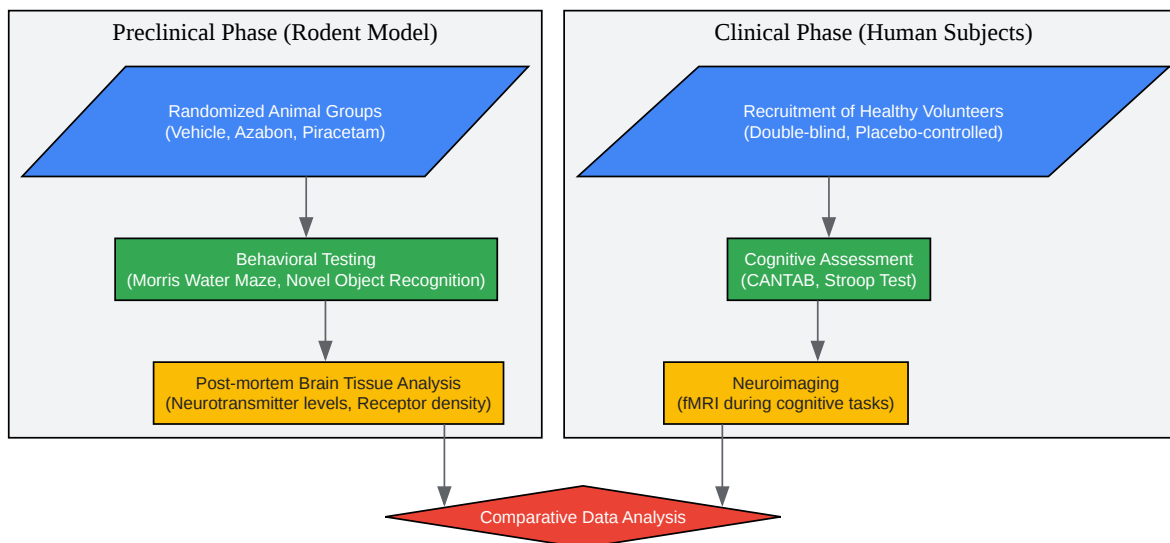 Preclinical Phase (Rodent Model)
Randomized Animal Groups
(Vehicle, Azabon, Piracetam)
Behavioral Testing
(Morris Water Maze, Novel Object Recognition)
Post-mortem Brain Tissue Analysis
(Neurotransmitter levels, Receptor density)
Clinical Phase (Human Subjects)
Recruitment of Healthy Volunteers
(Double-blind, Placebo-controlled)
Cognitive Assessment
(CANTAB, Stroop Test)
Neuroimaging
(fMRI during cognitive tasks)
Comparative Data Analysis